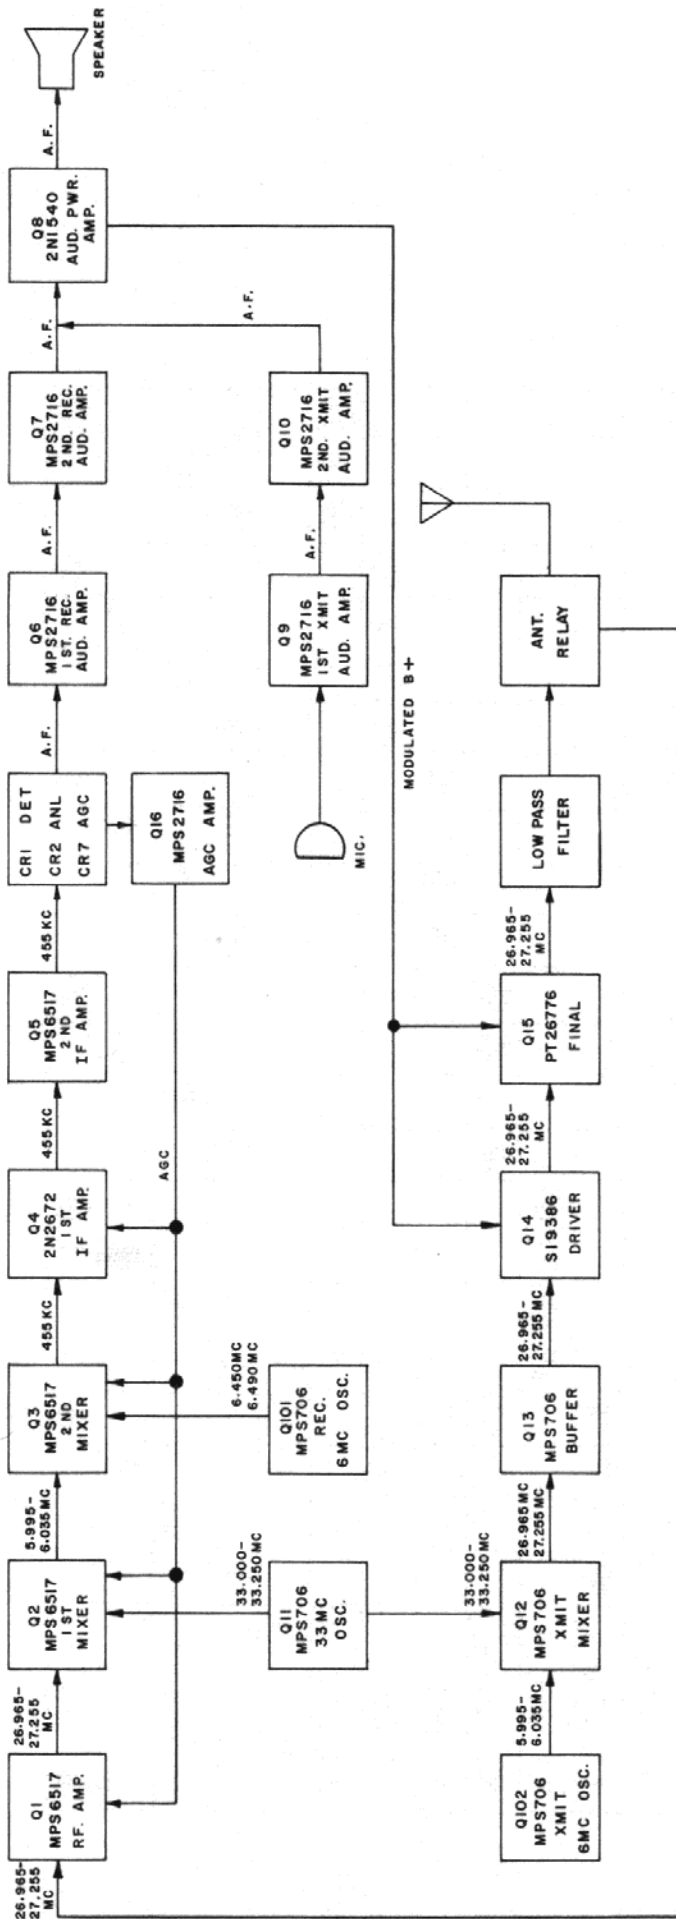 26.965-
27.255
MC
Q1
MPS6517
RF. AMP.
26.965-
27.255
MC
Q2
MPS6517
1ST
MIXER
5.995-
6.035MC
Q3
MPS6517
2ND
MIXER
455KC
Q4
2N2672
1ST
IF AMP.
455KC
Q5
MPS6517
2ND
IF AMP.
455KC
CR1 DET
CR2 ANL
CR7 AGC
A.F.
Q6
MPS2716
1ST. REC.
AUD. AMP.
A.F.
Q7
MPS2716
2ND. REC.
AUD. AMP.
A.F.
Q8
2N1540
AUD. PWR.
AMP.
A.F.
SPEAKER
AGC
Q16
MPS2716
AGC AMP.
33.000-
33.250MC
6.450MC
6.490MC
A.F.
Q11
MPS706
33MC
OSC.
Q101
MPS706
REC.
6MC OSC.
MIC.
Q9
MPS2716
1ST XMIT
AUD. AMP.
A.F.
Q10
MPS2716
2ND. XMIT
AUD. AMP.
MODULATED B+
33.000-
33.250MC
Q102
MPS706
XMIT
6MC OSC.
5.995-
6.035MC
Q12
MPS706
XMIT
MIXER
26.965MC
27.255MC
Q13
MPS706
BUFFER
26.965-
27.255MC
Q14
S19386
DRIVER
26.965-
27.255
MC
Q15
PT26776
FINAL
26.965-
27.255
MC
LOW PASS
FILTER
ANT.
RELAY